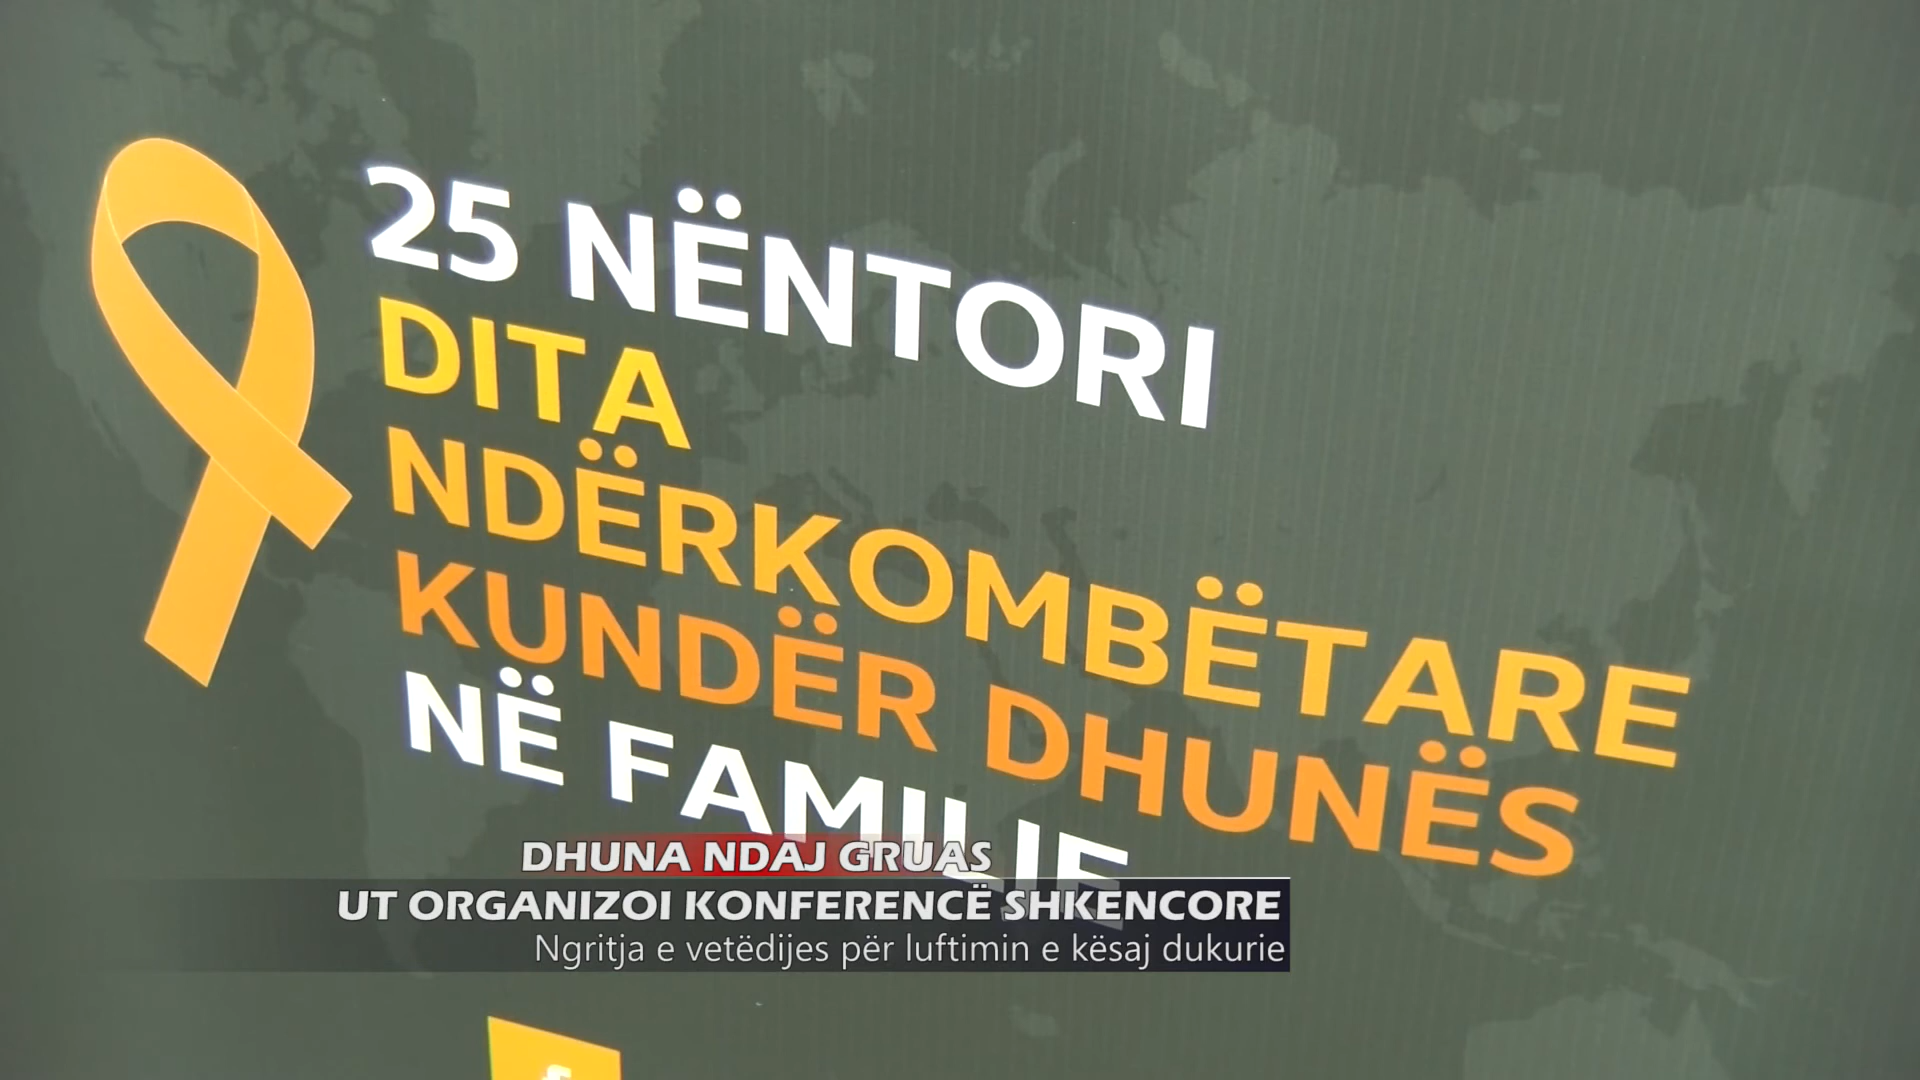 25 NËNTORI
DITA
NDËRKOMBËTARE
KUNDËR DHUNËS
NË FAMILJE
DHUNA NDAJ GRUAS
UT ORGANIZOI KONFERENCË SHKENCORE
Ngritja e vetëdijes për luftimin e kësaj dukurie